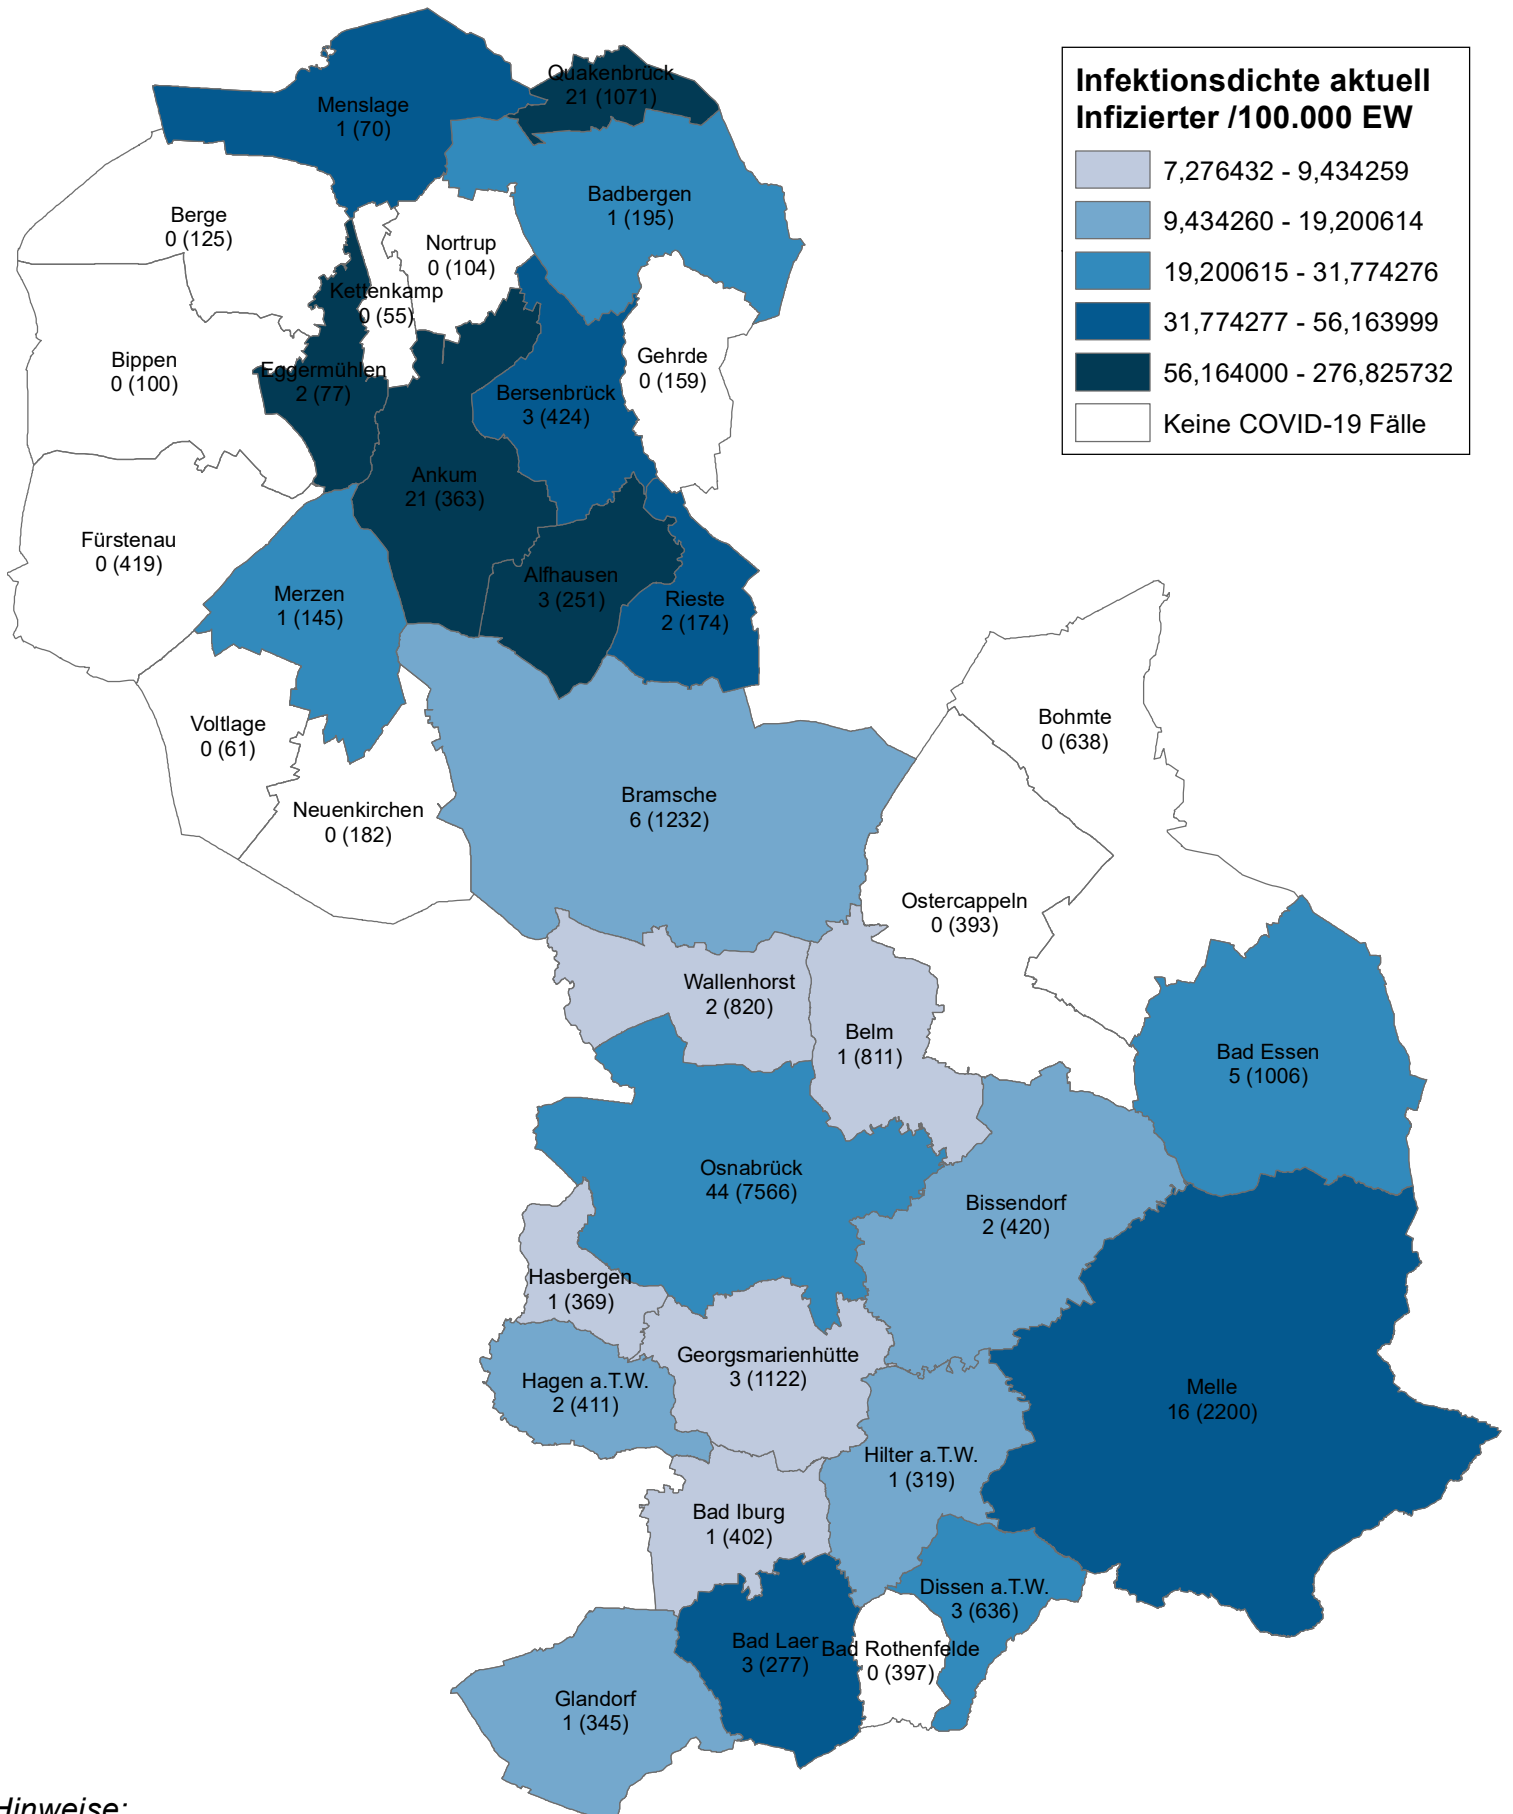 Infektionsdichte aktuell
Infizierter /100.000 EW
7,276432 - 9,434259
9,434260 - 19,200614
19,200615 - 31,774276
31,774277 - 56,163999
56,164000 - 276,825732
Keine COVID-19 Fälle
Quakenbrück
21 (1071)
Menslage
1 (70)
Badbergen
1 (195)
Berge
0 (125)
Nortrup
0 (104)
Kettenkamp
0 (55)
Bippen
0 (100)
Eggermühlen
2 (77)
Gehrde
0 (159)
Bersenbrück
3 (424)
Ankum
21 (363)
Fürstenau
0 (419)
Alfhausen
3 (251)
Merzen
1 (145)
Rieste
2 (174)
Voltlage
0 (61)
Bohmte
0 (638)
Neuenkirchen
0 (182)
Bramsche
6 (1232)
Ostercappeln
0 (393)
Wallenhorst
2 (820)
Belm
1 (811)
Bad Essen
5 (1006)
Osnabrück
44 (7566)
Bissendorf
2 (420)
Hasbergen
1 (369)
Georgsmarienhütte
3 (1122)
Hagen a.T.W.
2 (411)
Melle
16 (2200)
Hilter a.T.W.
1 (319)
Bad Iburg
1 (402)
Dissen a.T.W.
3 (636)
Bad Laer
3 (277)
Bad Rothenfelde
0 (397)
Glandorf
1 (345)
Hinweise: